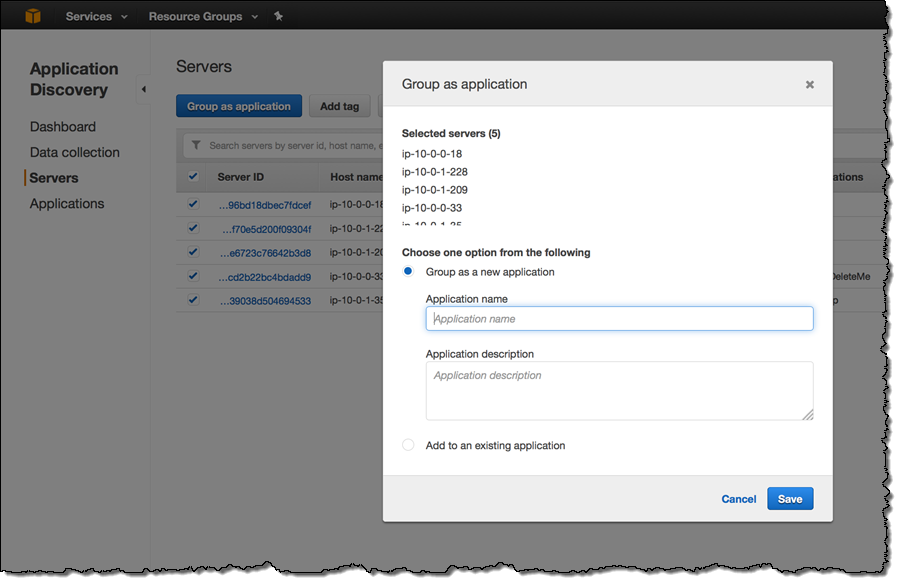 Services
Resource Groups
Application
Discovery
Dashboard
Data collection
Servers
Applications
Servers
Group as application
Add tag
Search servers by server id, host name,
Server ID
Host name
...96bd18dbec7fdcef
ip-10-0-0-18
...f70e5d200f09304f
ip-10-0-1-22
...e6723c76642b3d8
ip-10-0-1-20
...cd2b22bc4bdadd9
ip-10-0-0-33
...39038d504694533
ip-10-0-1-35
ations
DeleteMe
p
Group as application
Selected servers (5)
ip-10-0-0-18
ip-10-0-1-228
ip-10-0-1-209
ip-10-0-0-33
ip-10-0-1-35
Choose one option from the following
Group as a new application
Application name
Application name
Application description
Application description
Add to an existing application
Cancel
Save